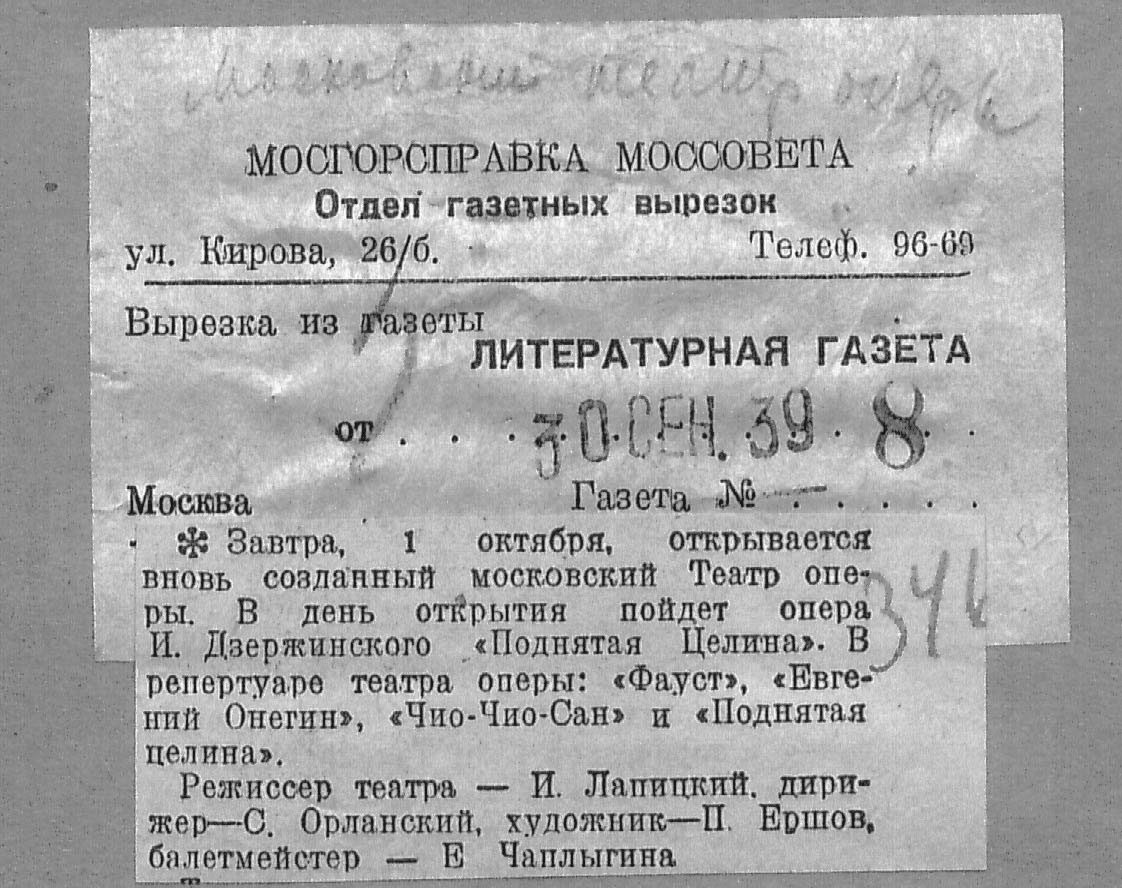 Московский театр оперы
МОСГОРСПРАВКА МОССОВЕТА
Отдел газетных вырезок
ул. Кирова, 26/б. Телеф. 96-69
Вырезка из газеты
ЛИТЕРАТУРНАЯ ГАЗЕТА
от . . . 30 СЕН. 39 . 8 . .
Москва Газета № — . . . . .
✻ Завтра, 1 октября, открывается
вновь созданный московский Театр опе-
ры. В день открытия пойдет опера
И. Дзержинского «Поднятая Целина». В
репертуаре театра оперы: «Фауст», «Евге-
ний Онегин», «Чио-Чио-Сан» и «Поднятая
целина».
Режиссер театра — И. Лапицкий, дири-
жер—С. Орланский, художник—П. Ершов,
балетмейстер — Е Чаплыгина